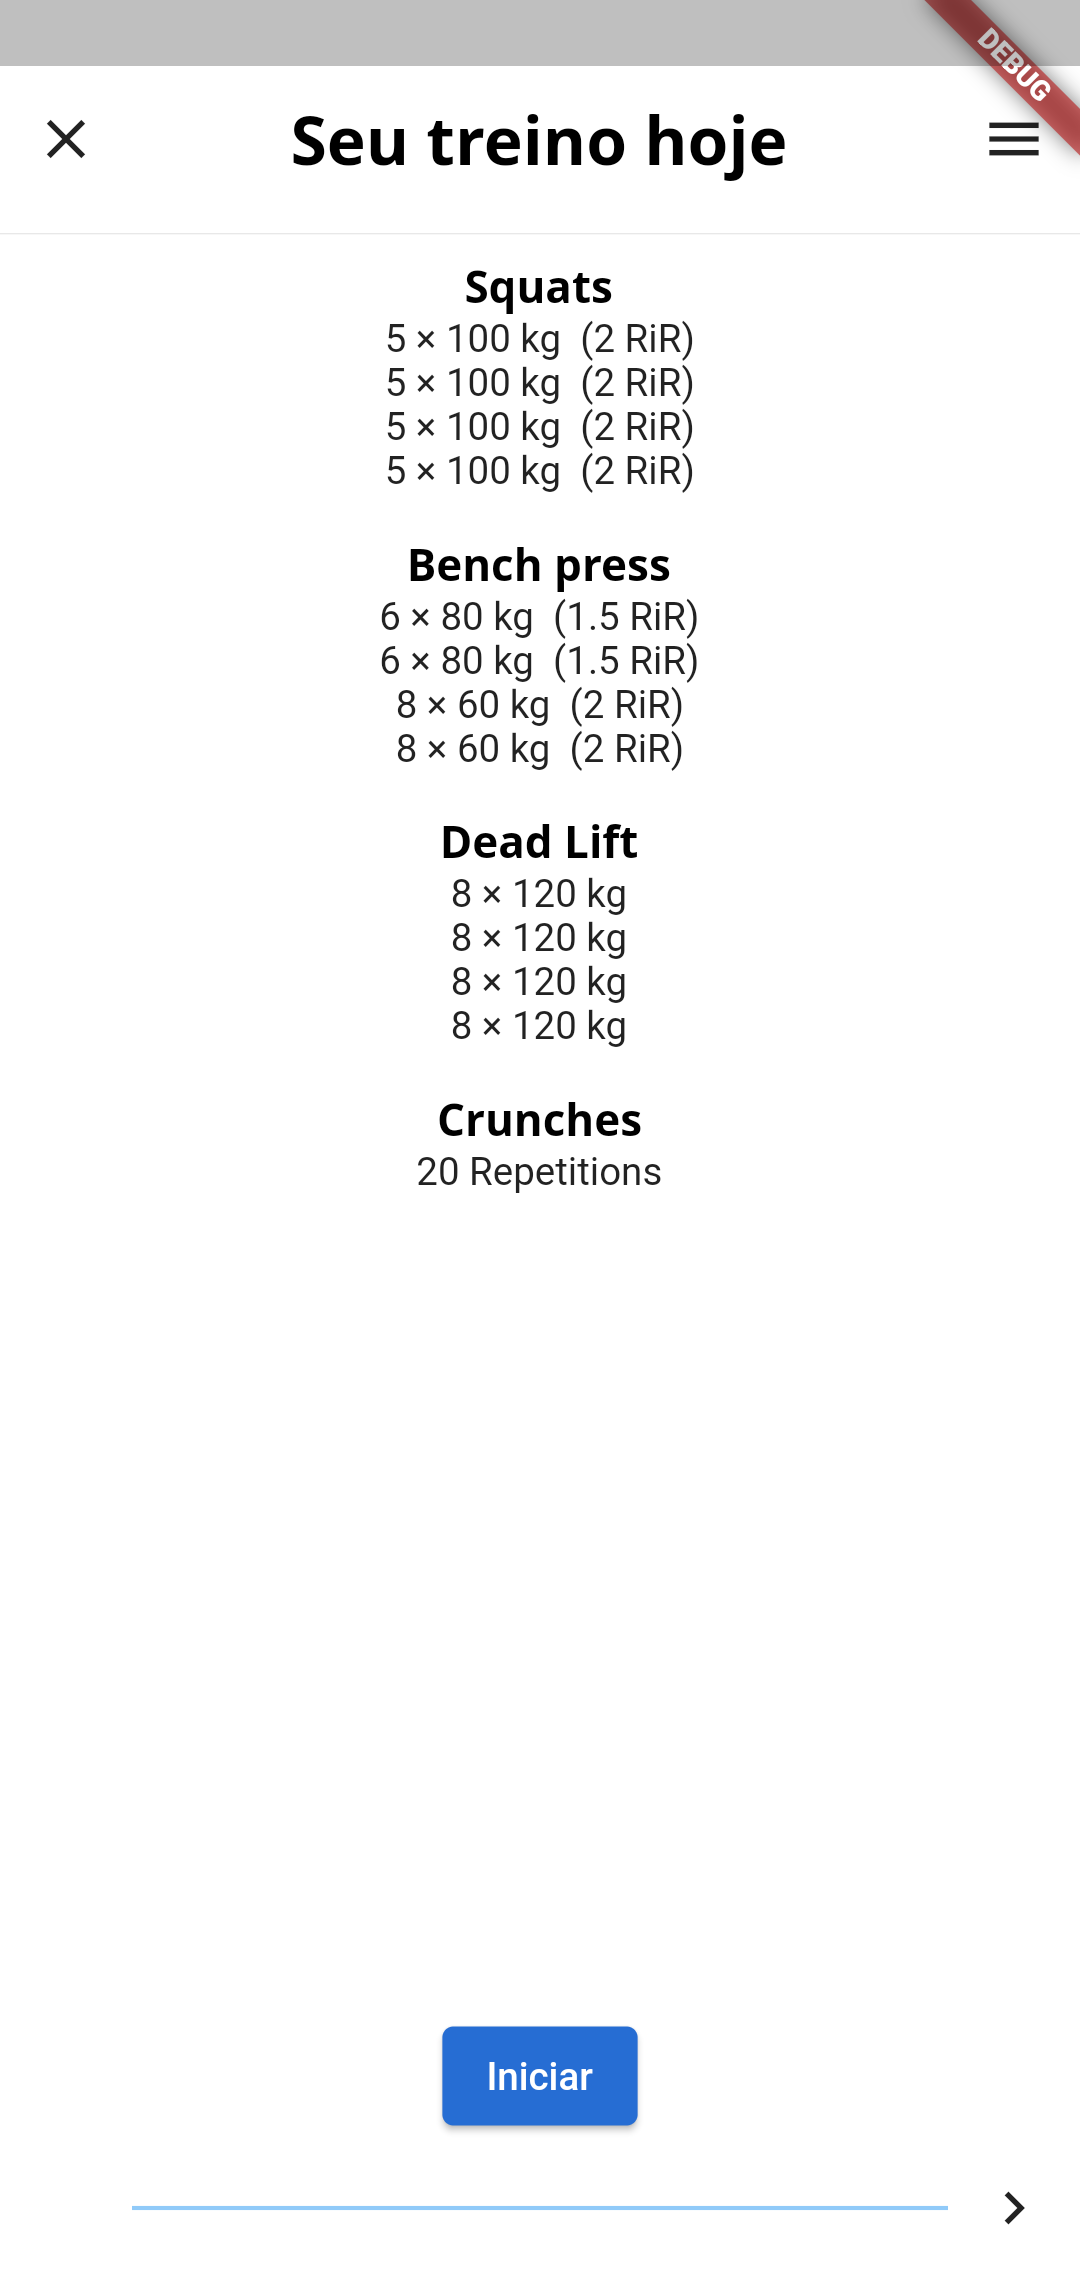 DEBUG
Seu treino hoje
Squats
5 × 100 kg (2 RiR)
5 × 100 kg (2 RiR)
5 × 100 kg (2 RiR)
5 × 100 kg (2 RiR)
Bench press
6 × 80 kg (1.5 RiR)
6 × 80 kg (1.5 RiR)
8 × 60 kg (2 RiR)
8 × 60 kg (2 RiR)
Dead Lift
8 × 120 kg
8 × 120 kg
8 × 120 kg
8 × 120 kg
Crunches
20 Repetitions
Iniciar